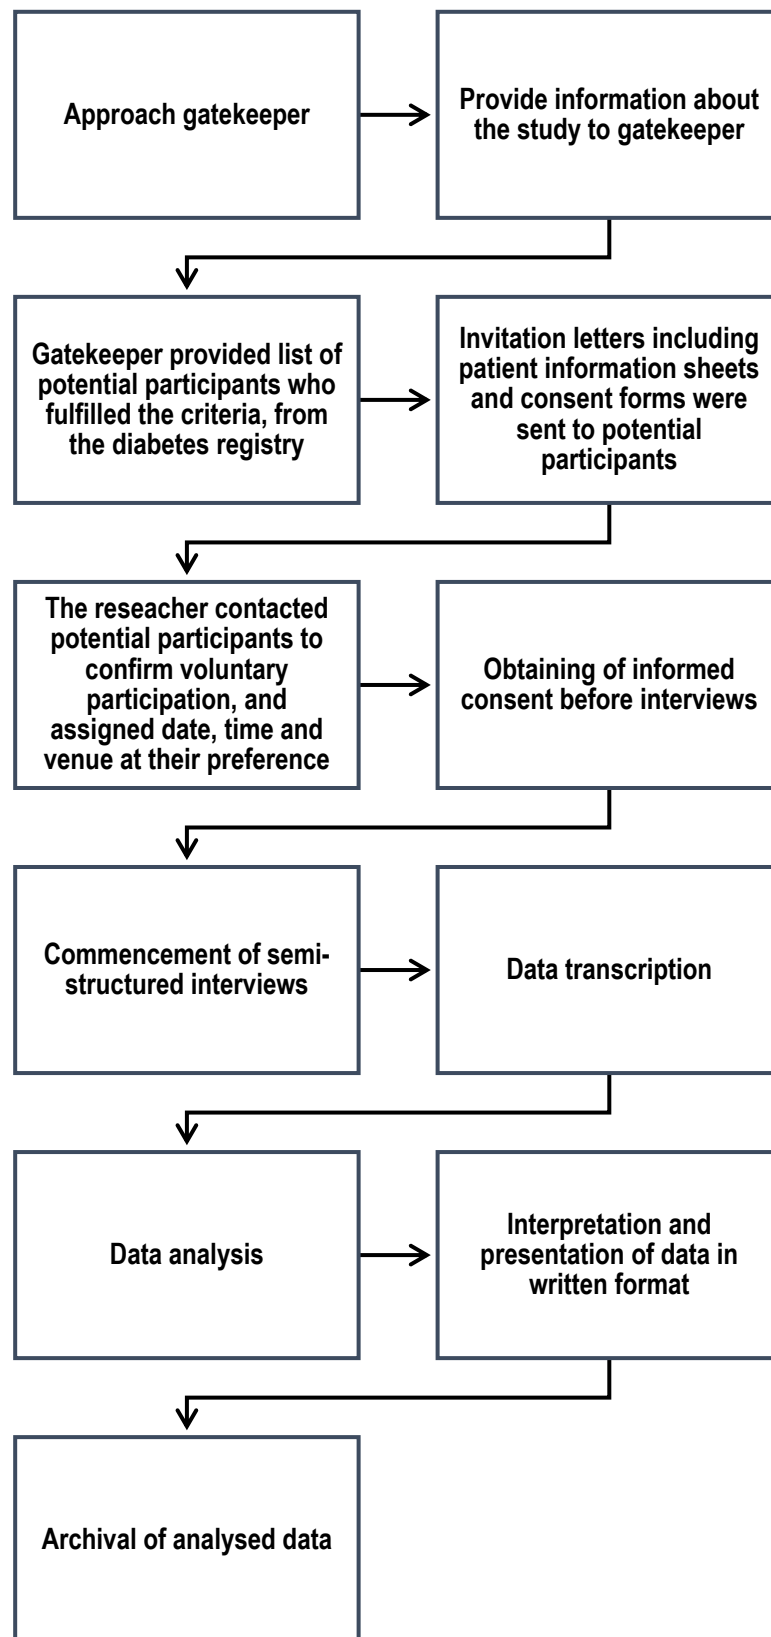 Approach gatekeeper
Provide information about
the study to gatekeeper
Gatekeeper provided list of
potential participants who
fulfilled the criteria, from
the diabetes registry
Invitation letters including
patient information sheets
and consent forms were
sent to potential
participants
The reseacher contacted
potential participants to
confirm voluntary
participation, and
assigned date, time and
venue at their preference
Obtaining of informed
consent before interviews
Commencement of semi-
structured interviews
Data transcription
Data analysis
Interpretation and
presentation of data in
written format
Archival of analysed data